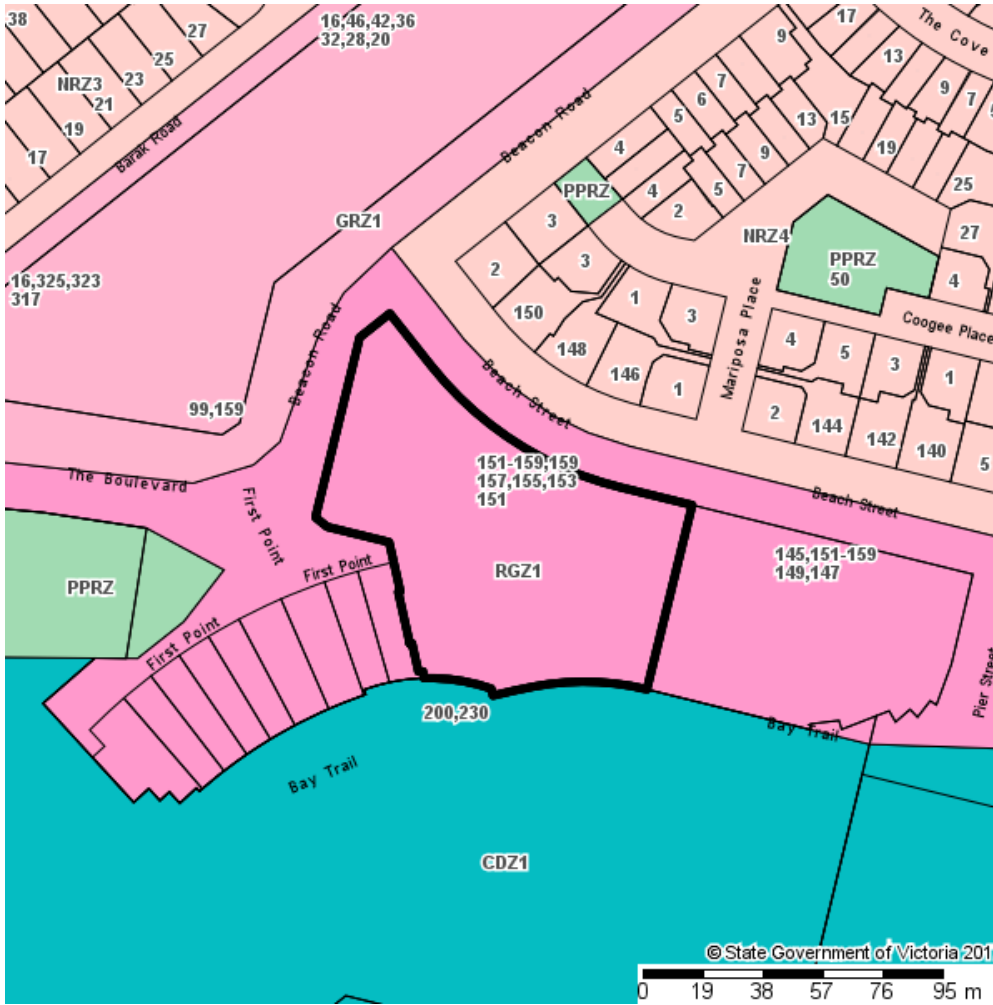 38
27
25
NRZ3
23
21
19
17
Barak Road
16,46,42,36
32,28,20
Beacon Road
GRZ1
16,325,323
317
99,159
Beacon Road
The Boulevard
First Point
PPRZ
First Point
First Point
9
7
6
5
4
PPRZ
3
2
4
2
5
7
9
13
15
17
13
The Cove
9
7
19
25
27
4
NRZ4
PPRZ
50
Coogee Place
Mariposa Place
3
150
148
1
3
146
1
4
5
3
1
2
144
142
140
5
Beach Street
Beach Street
151-159,159
157,155,153
151
RGZ1
145,151-159
149,147
Pier Street
200,230
Bay Trail
Bay Trail
CDZ1
© State Government of Victoria 201
0 19 38 57 76 95 m